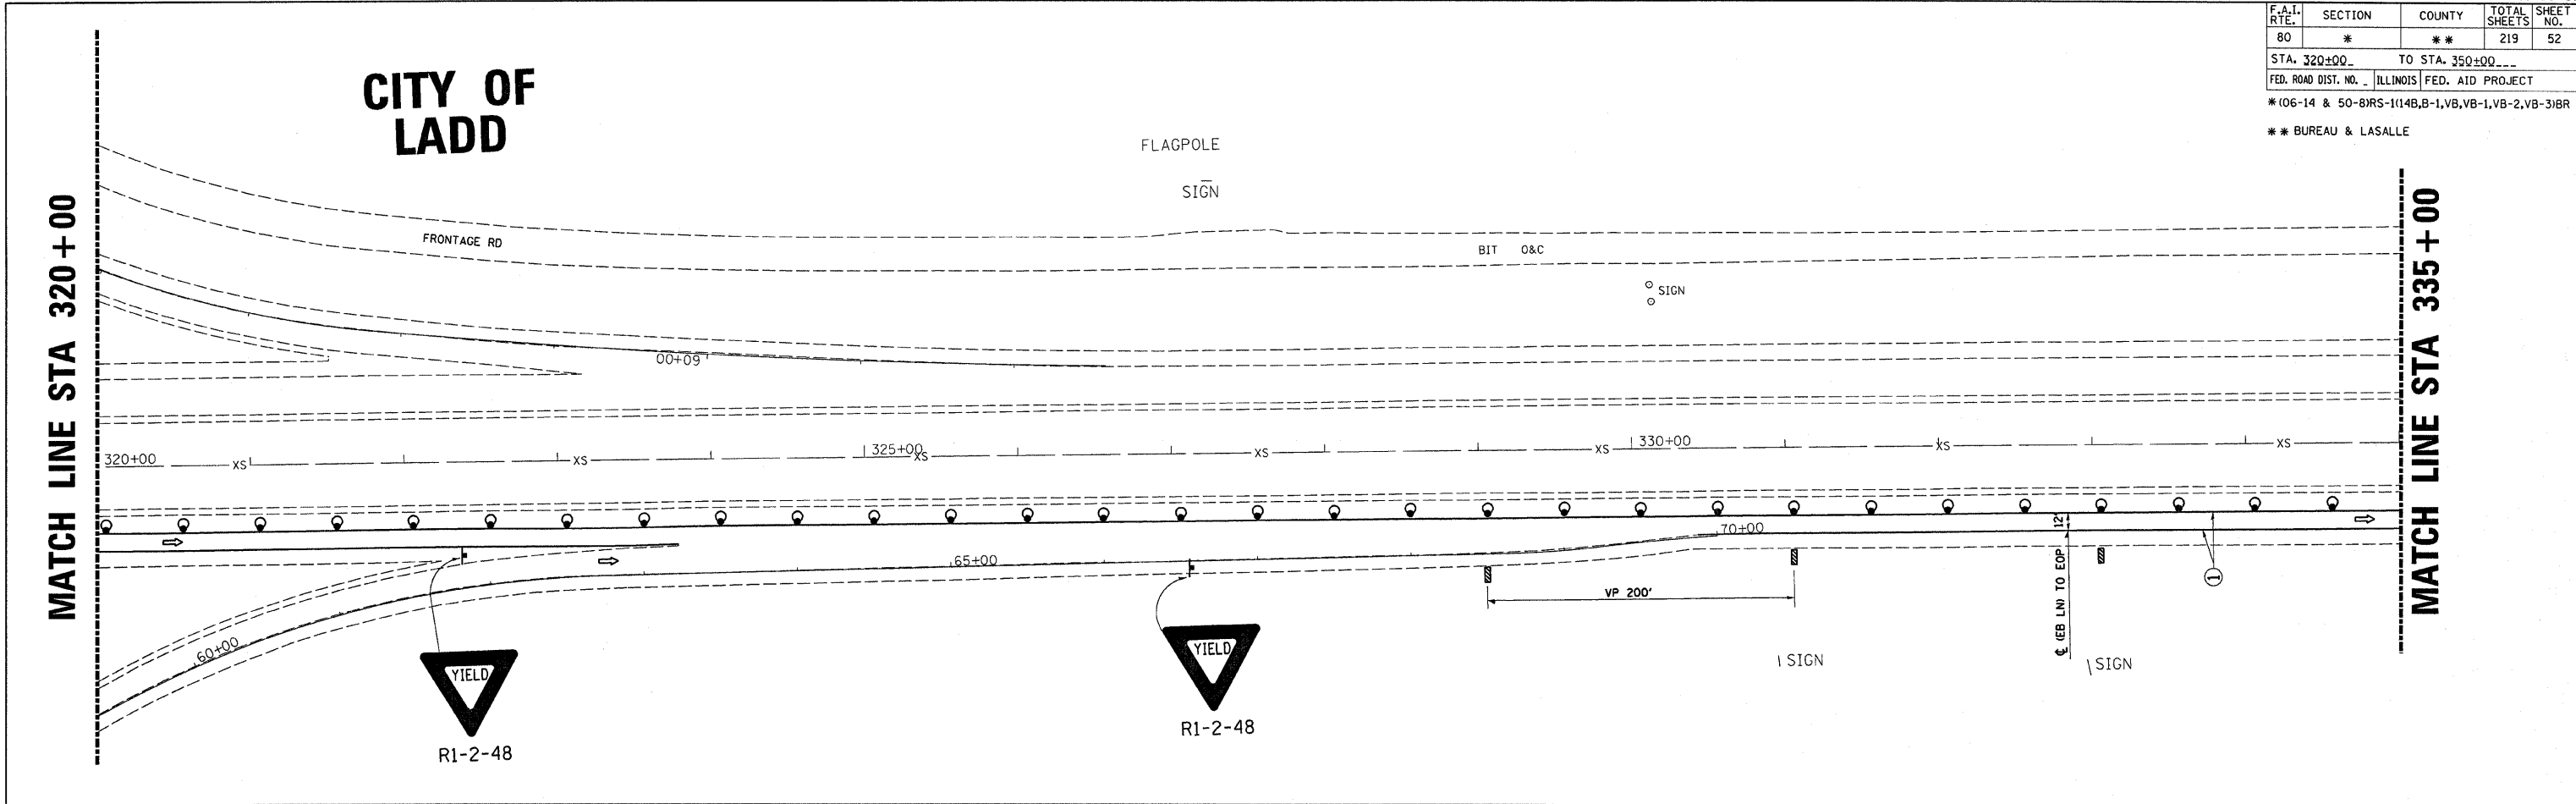 F.A.I. RTE. SECTION COUNTY TOTAL SHEETS SHEET NO.
80 * ** 219 52
STA. 320+00 TO STA. 350+00
FED. ROAD DIST. NO. _ ILLINOIS FED. AID PROJECT
*(06-14 & 50-8)RS-1(14B,B-1,VB,VB-1,VB-2,VB-3)BR
** BUREAU & LASALLE
CITY OF
LADD
FLAGPOLE
SIGN
MATCH LINE STA 320+00
MATCH LINE STA 335+00
FRONTAGE RD
BIT O&C
SIGN
00+09
320+00 XS XS 325+00 XS XS XS 330+00 XS XS
70+00
12'
65+00
VP 200'
℄ (EB LN) TO EOP
1
60+00
YIELD
R1-2-48
YIELD
R1-2-48
SIGN
SIGN